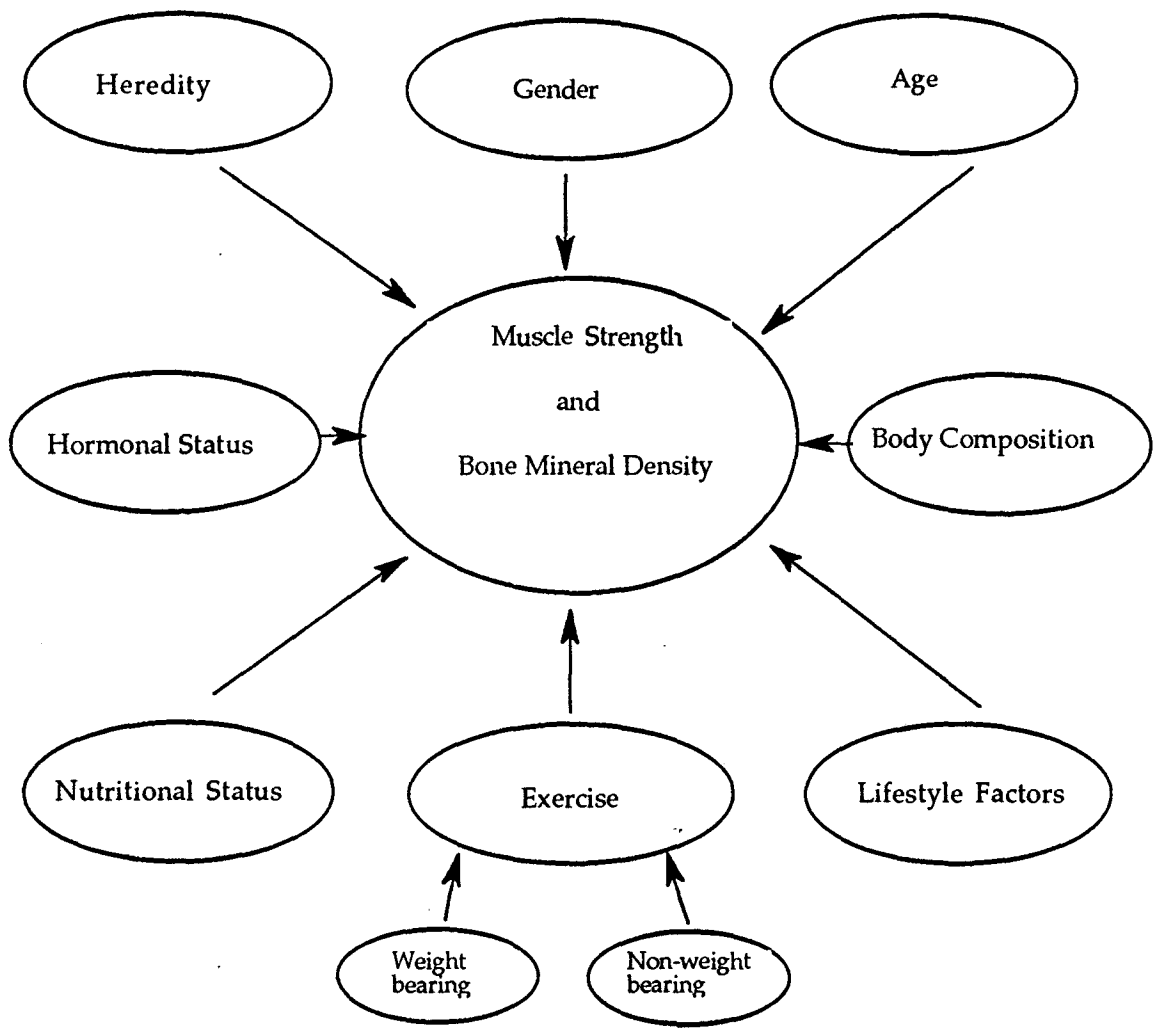 Heredity
Gender
Age
Muscle Strength
and
Bone Mineral Density
Hormonal Status
Body Composition
Nutritional Status
Exercise
Lifestyle Factors
Weight
bearing
Non-weight
bearing